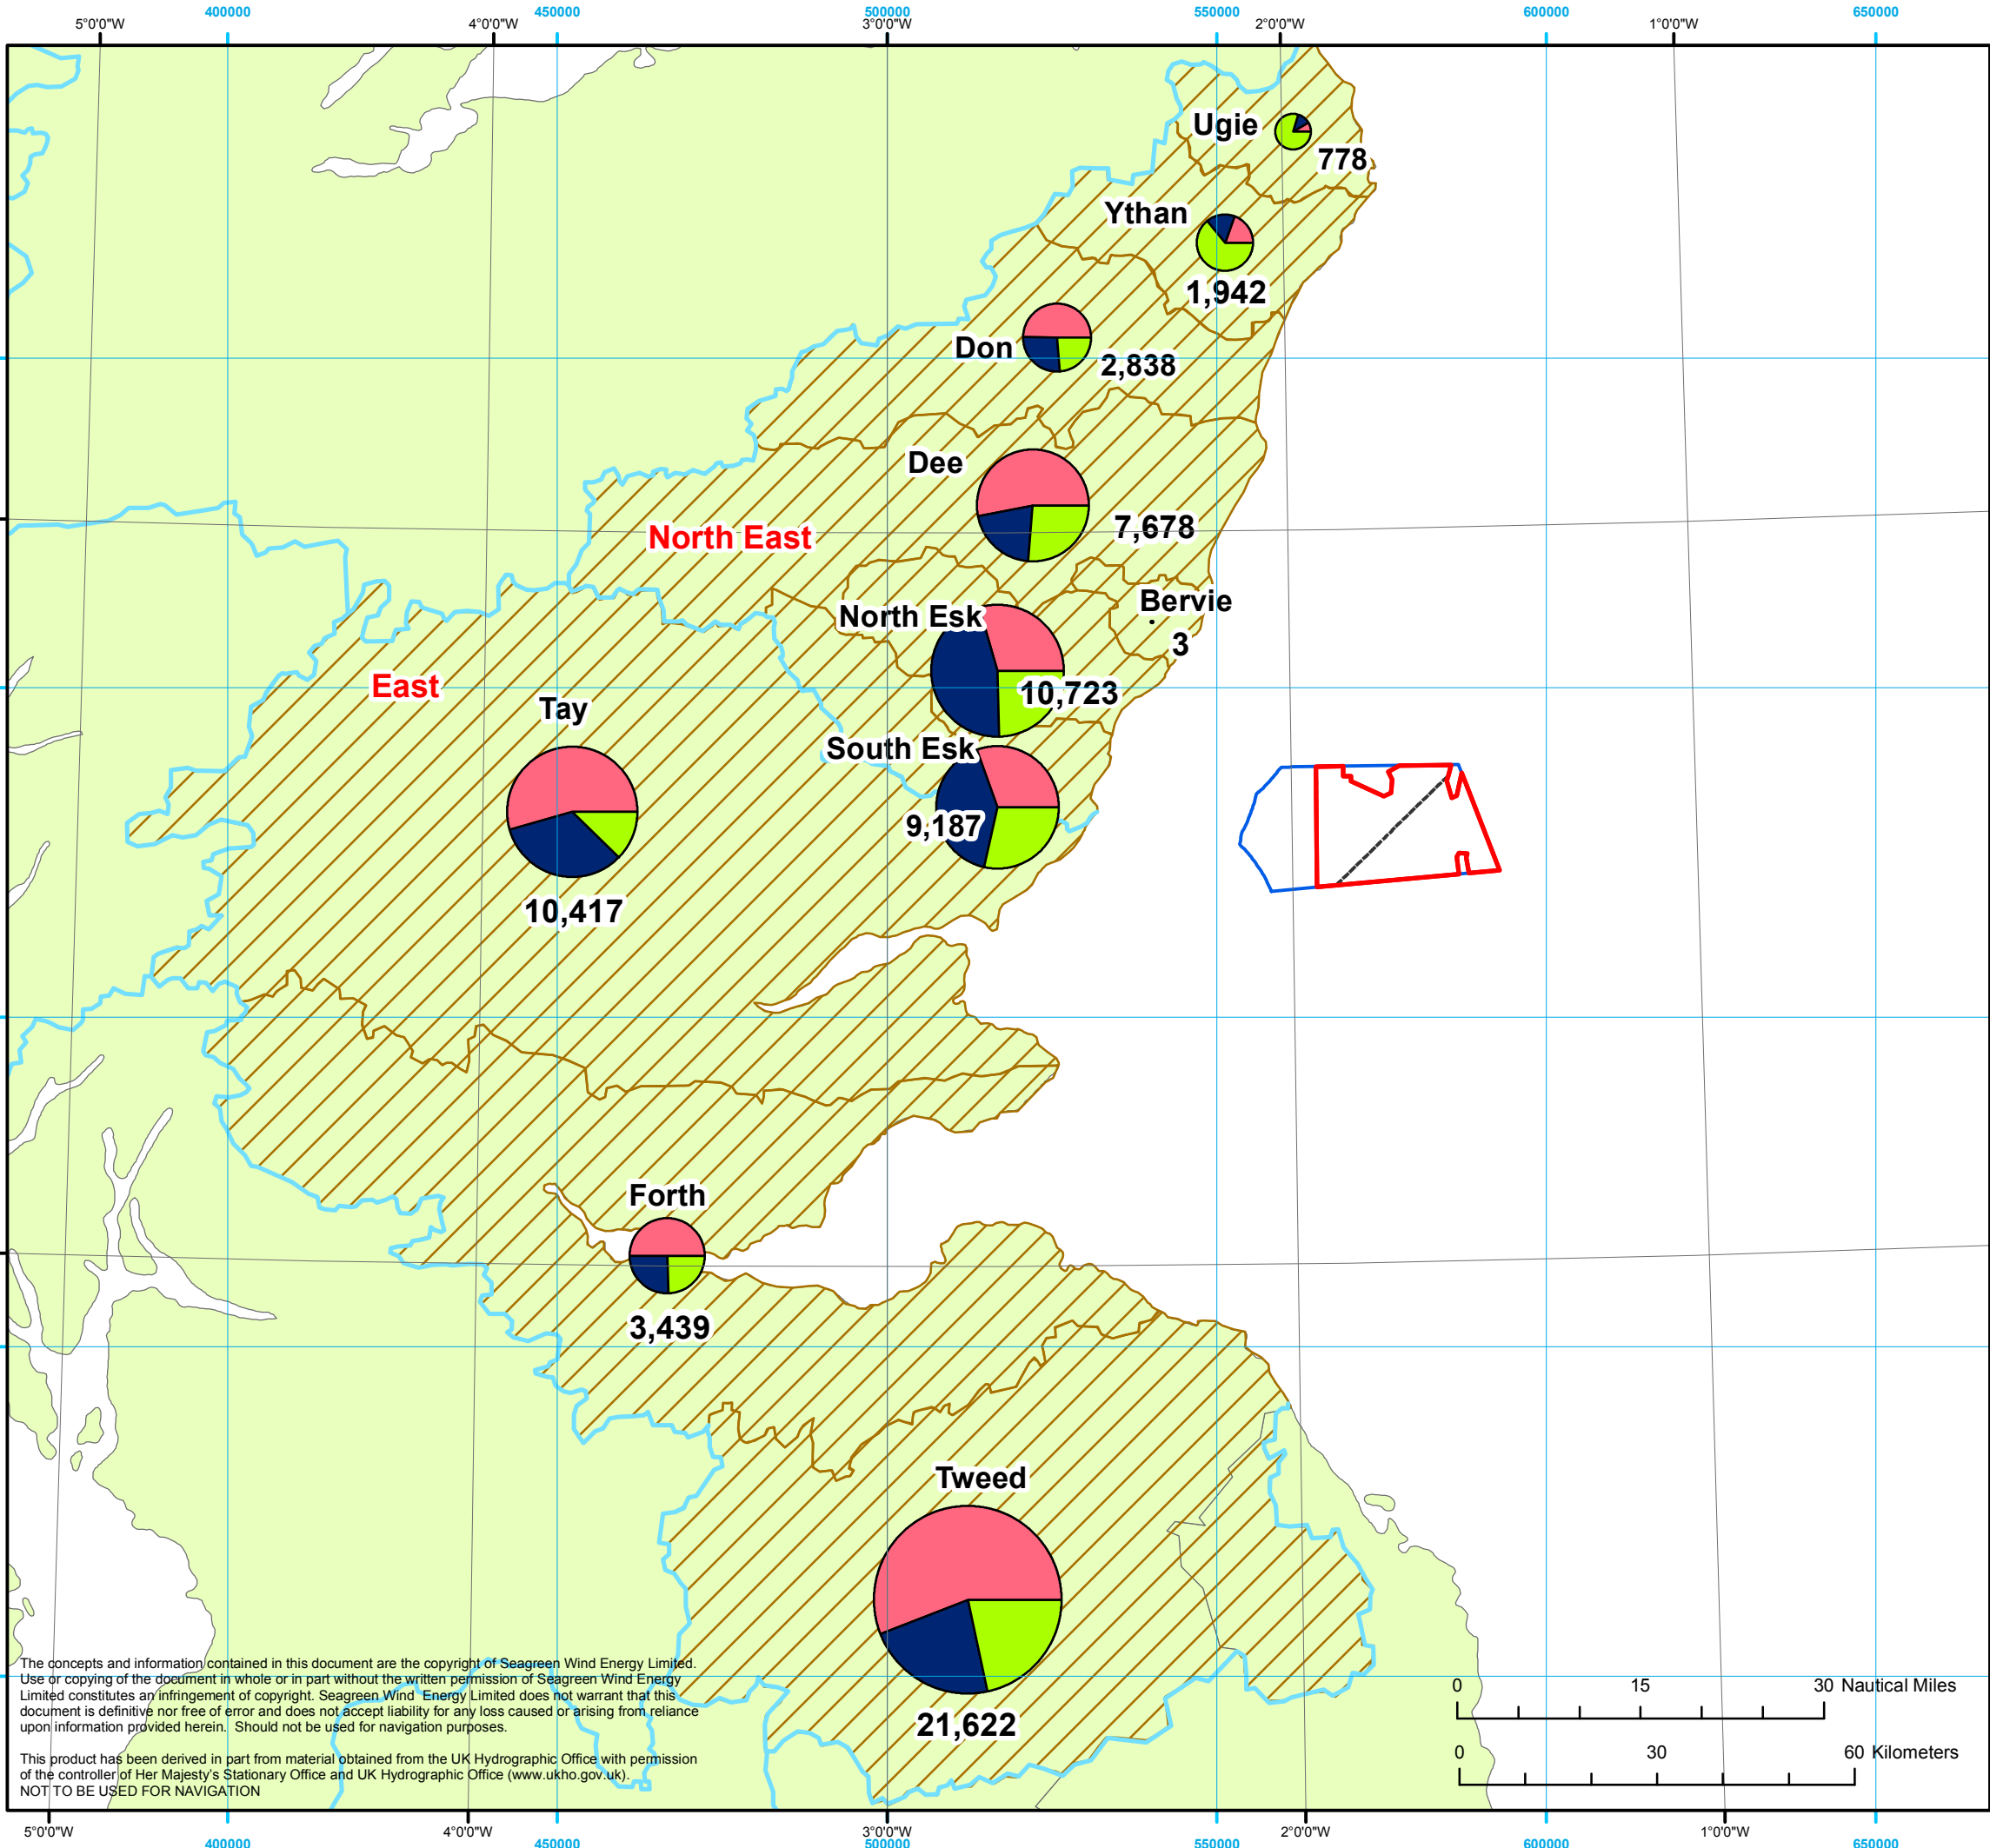 400000 450000 500000 550000 600000 650000
5°0'0"W 4°0'0"W 3°0'0"W 2°0'0"W 1°0'0"W
Ugie
778
Ythan
1,942
Don
2,838
Dee
7,678
North East
Bervie
3
North Esk
10,723
East
Tay
South Esk
9,187
10,417
Forth
3,439
Tweed
21,622
The concepts and information contained in this document are the copyright of Seagreen Wind Energy Limited.
Use or copying of the document in whole or in part without the written permission of Seagreen Wind Energy
Limited constitutes an infringement of copyright. Seagreen Wind Energy Limited does not warrant that this
document is definitive nor free of error and does not accept liability for any loss caused or arising from reliance
upon information provided herein. Should not be used for navigation purposes.
This product has been derived in part from material obtained from the UK Hydrographic Office with permission
of the controller of Her Majesty's Stationary Office and UK Hydrographic Office (www.ukho.gov.uk).
NOT TO BE USED FOR NAVIGATION
0 15 30 Nautical Miles
0 30 60 Kilometers
5°0'0"W 4°0'0"W 3°0'0"W 2°0'0"W 1°0'0"W
400000 450000 500000 550000 600000 650000